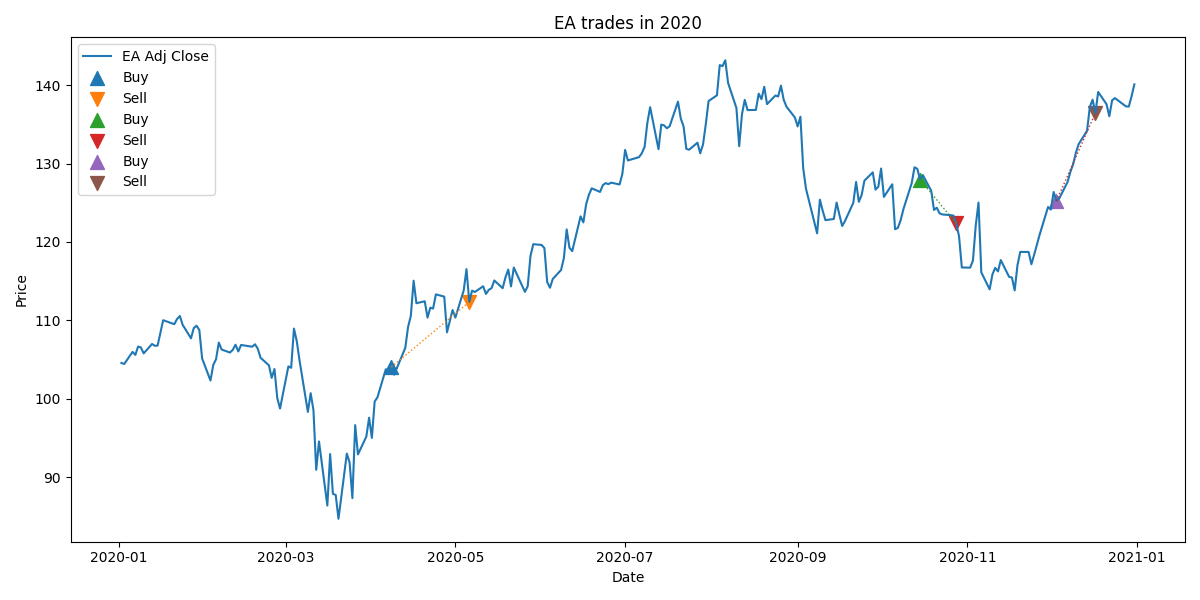 EA trades in 2020
EA Adj Close
Buy
Sell
Buy
Sell
Buy
Sell
140
130
120
110
100
90
Price
2020-01
2020-03
2020-05
2020-07
2020-09
2020-11
2021-01
Date